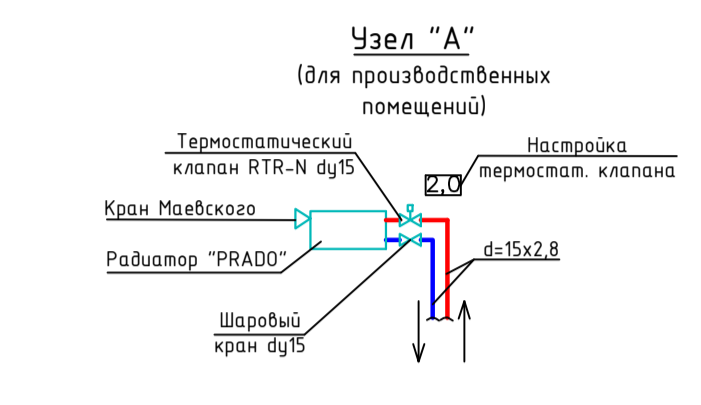 Узел "А"
(для производственных
помещений)
Термостатический
клапан RTR-N dy15
Настройка
термостат. клапана
2,0
Кран Маевского
Радиатор "PRADO"
d=15x2,8
Шаровый
кран dy15